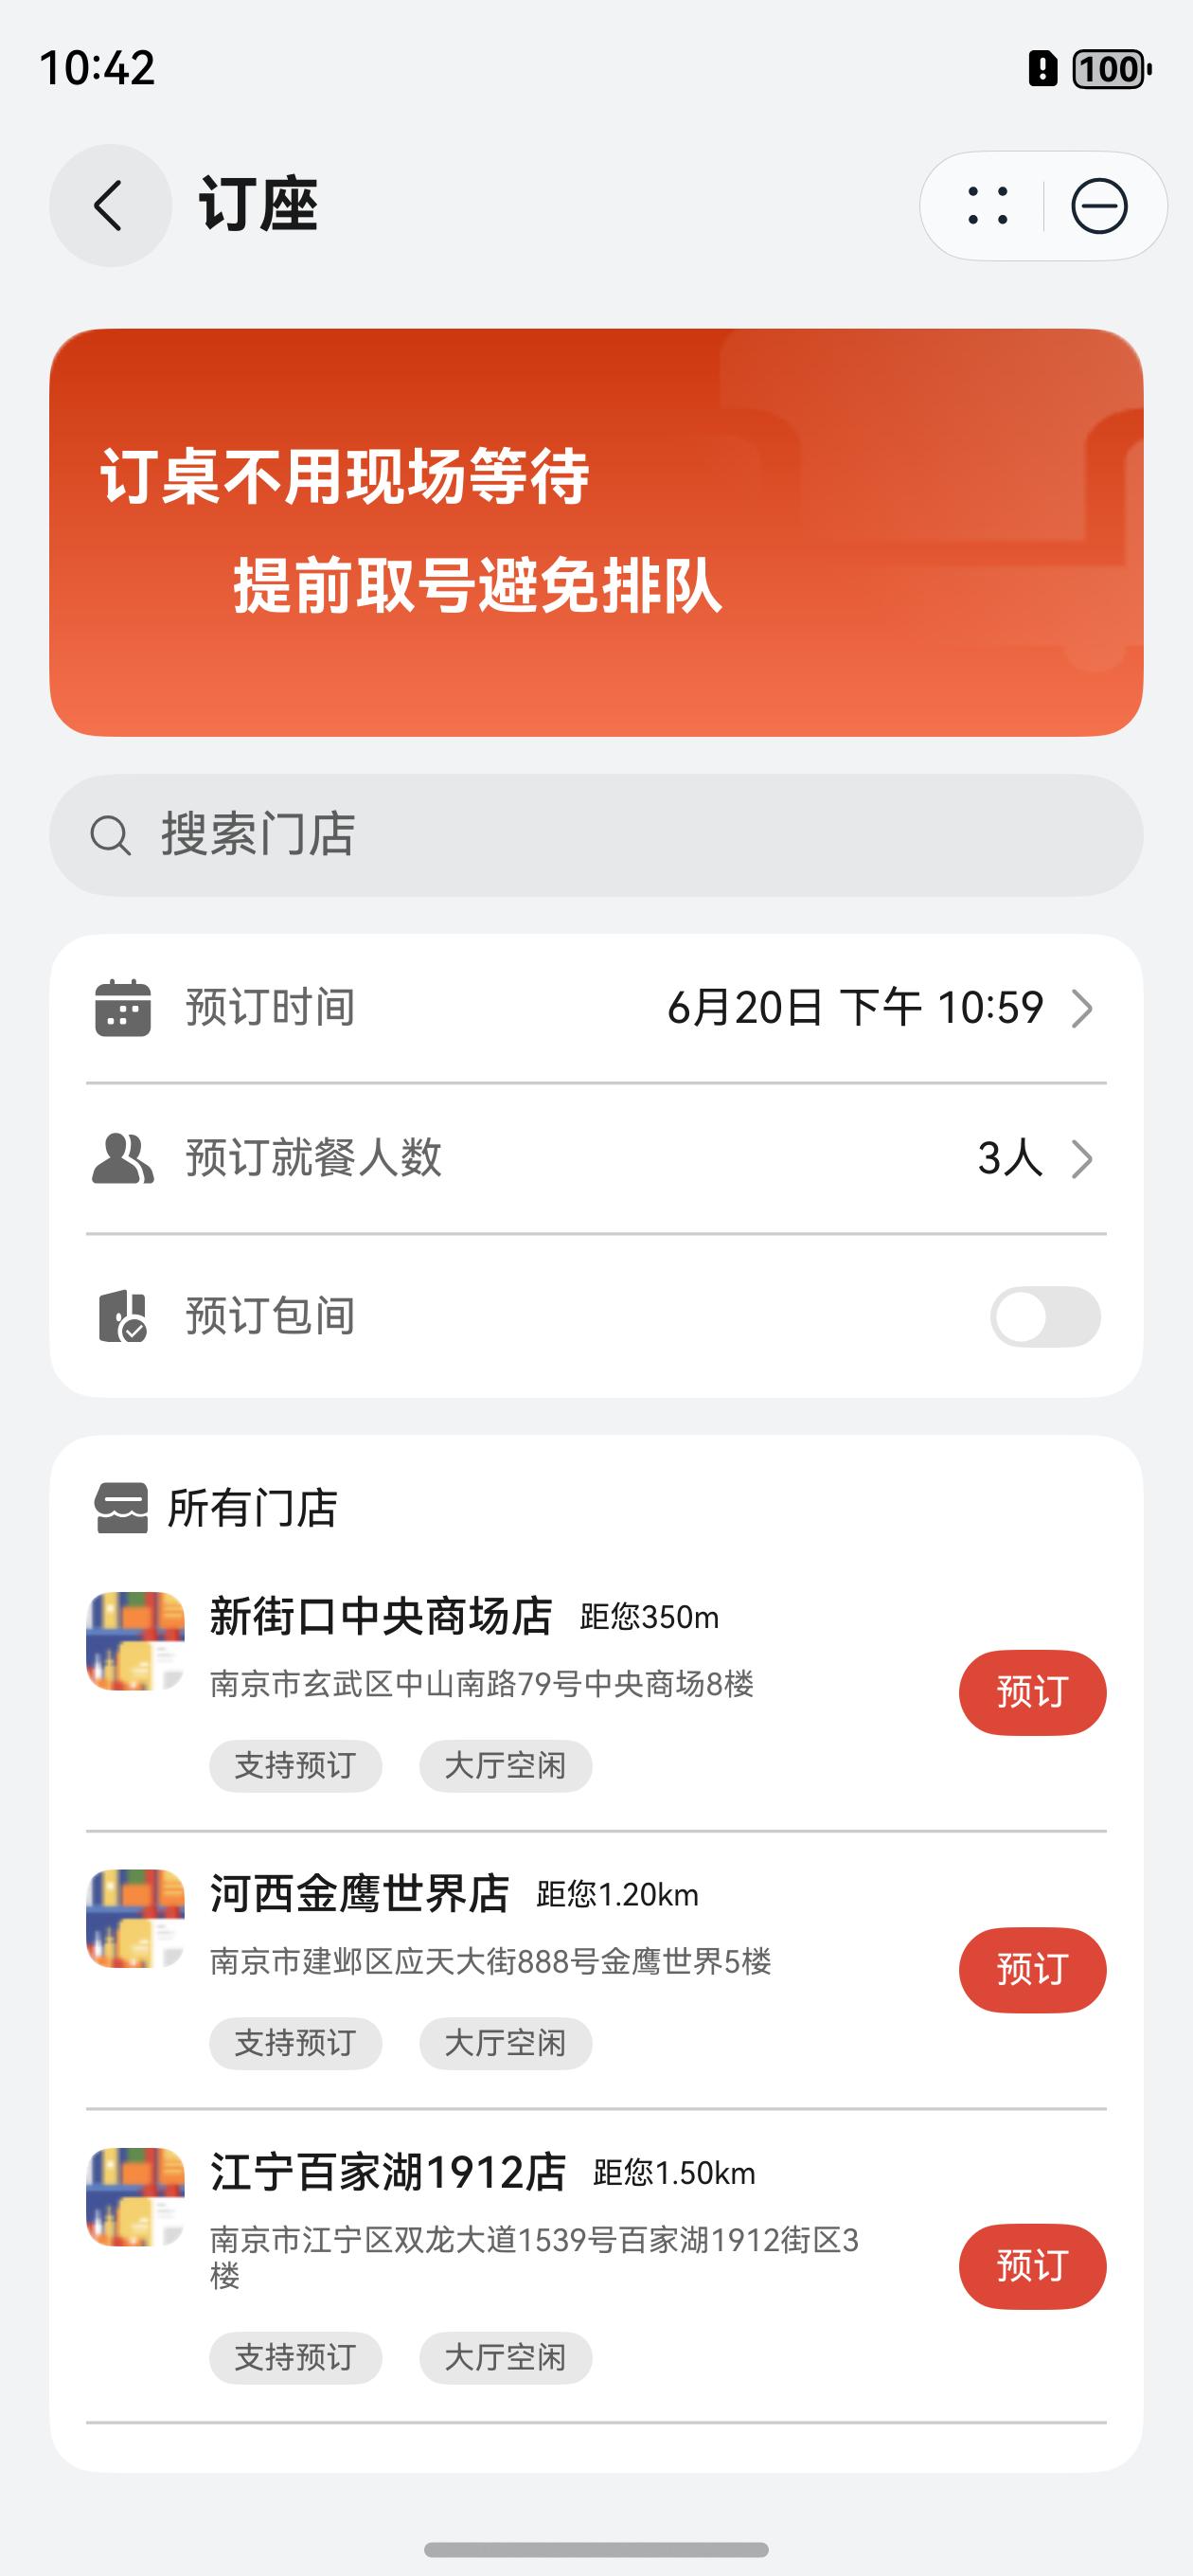 10:42
100
订座
订桌不用现场等待
提前取号避免排队
搜索门店
预订时间 6月20日 下午 10:59
预订就餐人数 3人
预订包间
所有门店
新街口中央商场店 距您350m
南京市玄武区中山南路79号中央商场8楼
预订
支持预订 大厅空闲
河西金鹰世界店 距您1.20km
南京市建邺区应天大街888号金鹰世界5楼
预订
支持预订 大厅空闲
江宁百家湖1912店 距您1.50km
南京市江宁区双龙大道1539号百家湖1912街区3
楼
预订
支持预订 大厅空闲